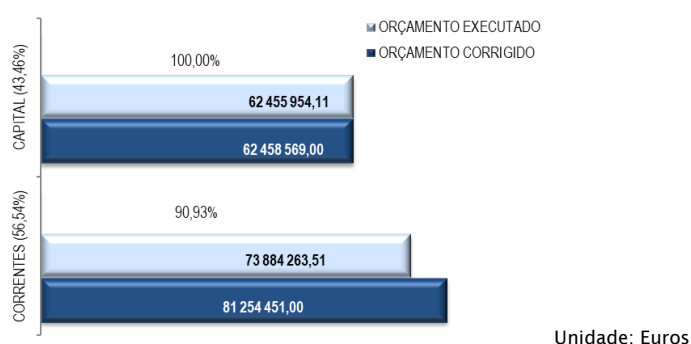 ORÇAMENTO EXECUTADO
ORÇAMENTO CORRIGIDO
CAPITAL (43,46%)
100,00%
62 455 954,11
62 458 569,00
CORRENTES (56,54%)
90,93%
73 884 263,51
81 254 451,00
Unidade: Euros